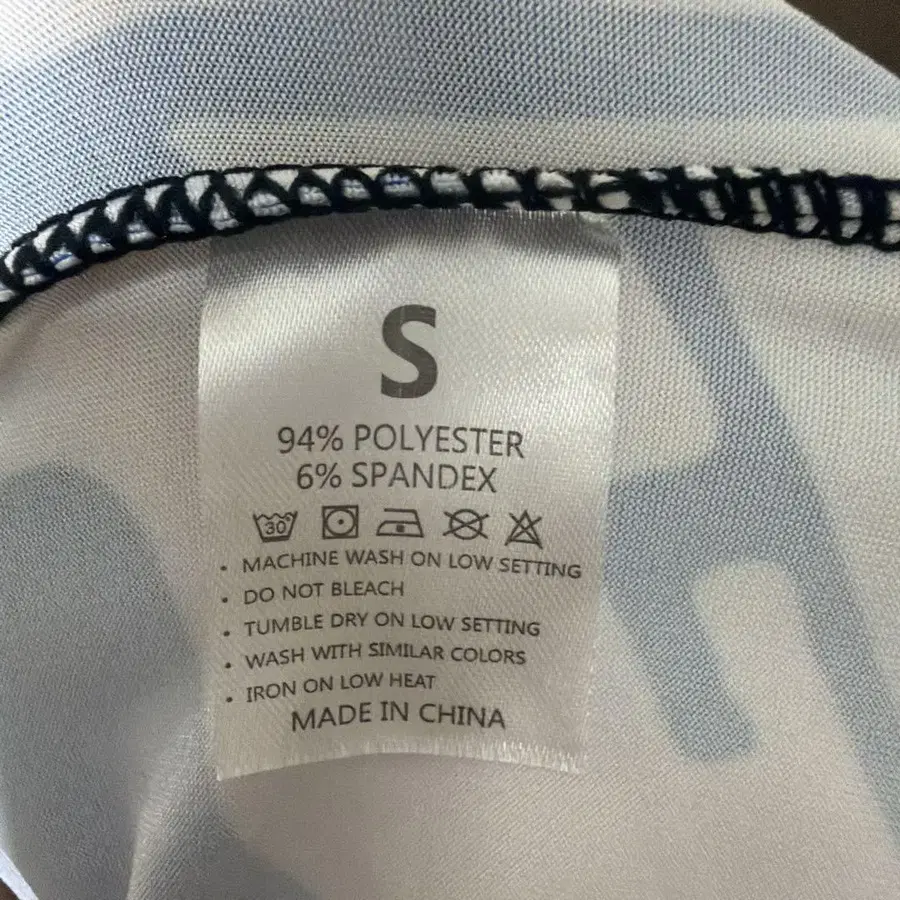 S
94% POLYESTER
6% SPANDEX
30
• MACHINE WASH ON LOW SETTING
• DO NOT BLEACH
• TUMBLE DRY ON LOW SETTING
• WASH WITH SIMILAR COLORS
• IRON ON LOW HEAT
MADE IN CHINA